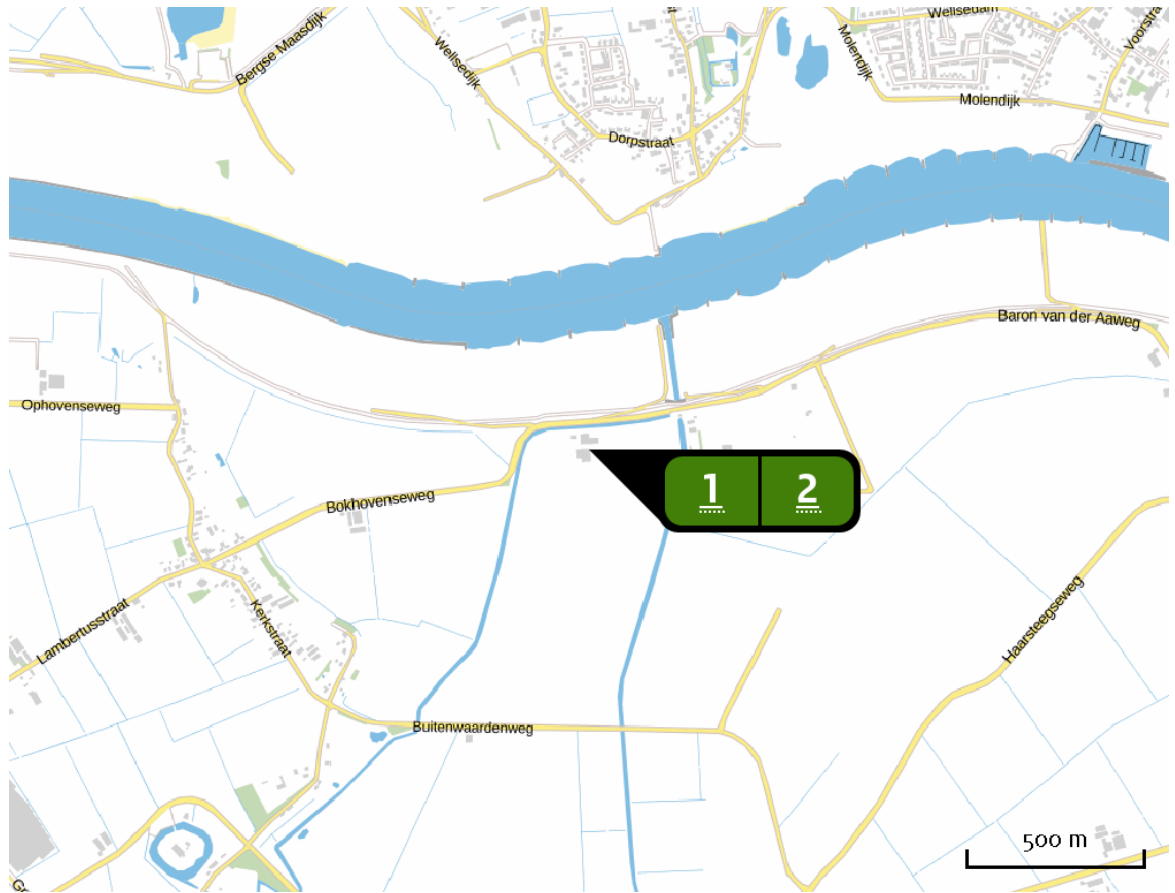 Wellsedam
Voorstra
Bergse Maasdijk
Wellsedijk
Molendijk
Molendijk
Dorpstraat
Baron van der Aaweg
Ophovenseweg
1 2
Bokhovenseweg
Lambertusstraat
Kerkstraat
Haarsteegseweg
Buitenwaardenweg
500 m